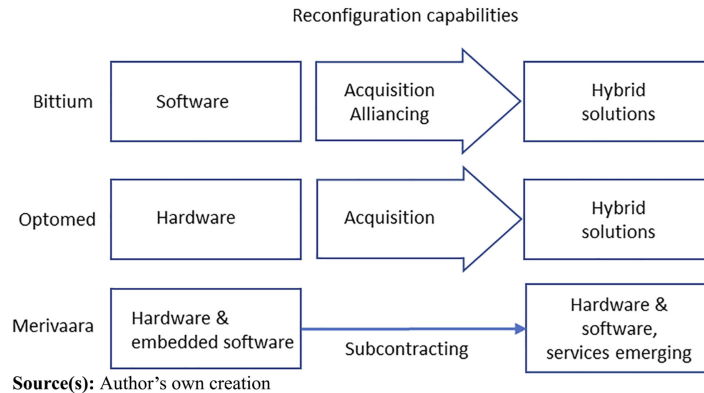 Reconfiguration capabilities
Bittium
Software
Acquisition
Alliancing
Hybrid
solutions
Optomed
Hardware
Acquisition
Hybrid
solutions
Merivaara
Hardware &
embedded software
Subcontracting
Hardware &
software,
services emerging
Source(s): Author’s own creation